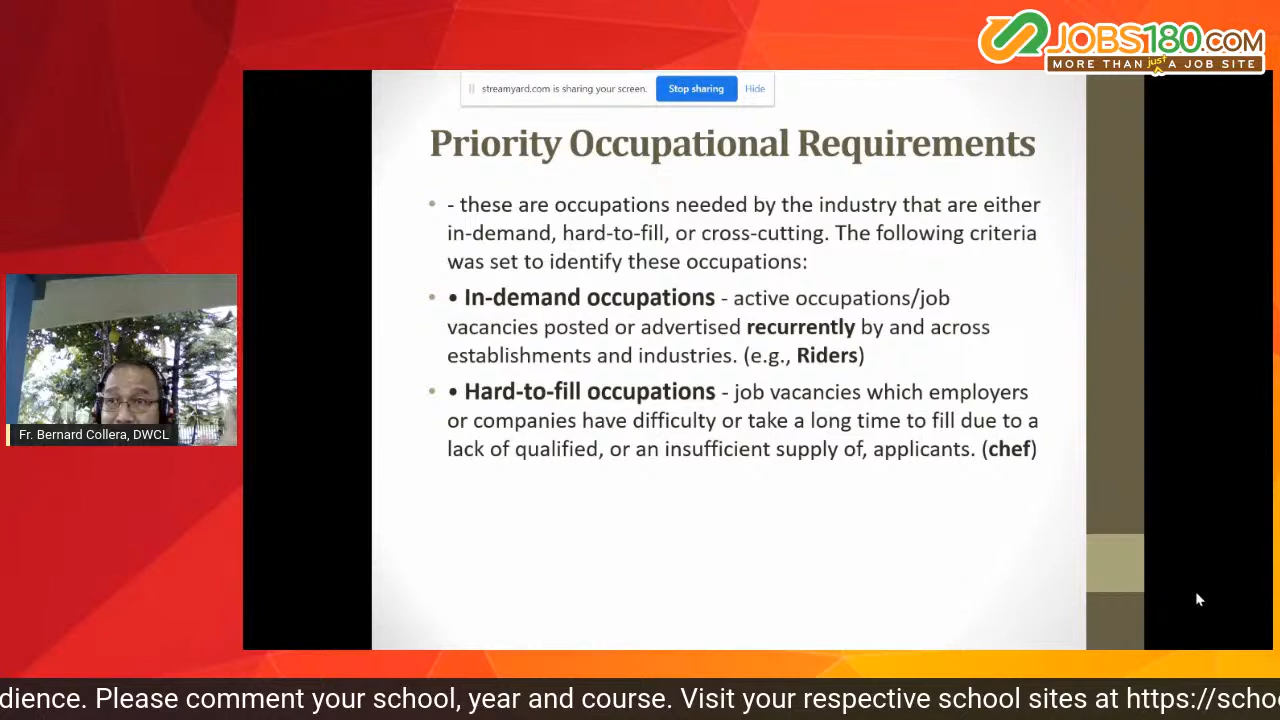 JOBS180.COM
MORE THAN just A JOB SITE
streamyard.com is sharing your screen. Stop sharing Hide
Priority Occupational Requirements
• - these are occupations needed by the industry that are either
in-demand, hard-to-fill, or cross-cutting. The following criteria
was set to identify these occupations:
• • In-demand occupations - active occupations/job
vacancies posted or advertised recurrently by and across
establishments and industries. (e.g., Riders)
• • Hard-to-fill occupations - job vacancies which employers
or companies have difficulty or take a long time to fill due to a
lack of qualified, or an insufficient supply of, applicants. (chef)
Fr. Bernard Collera, DWCL
dience. Please comment your school, year and course. Visit your respective school sites at https://scho